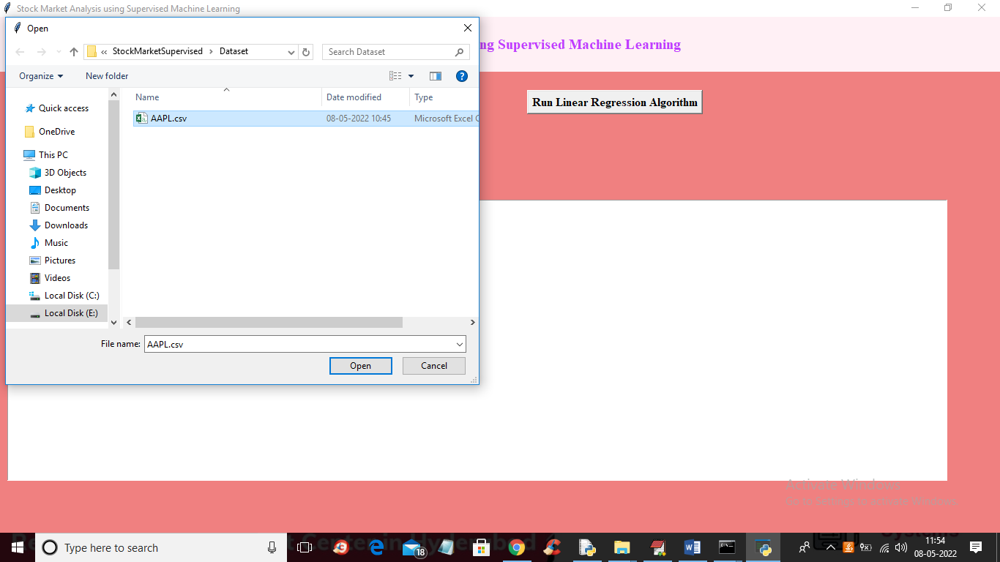 Stock Market Analysis using Supervised Machine Learning
Open
ng Supervised Machine Learning
« StockMarketSupervised › Dataset
Search Dataset
Organize
New folder
Run Linear Regression Algorithm
Name
Date modified
Type
AAPL.csv
08-05-2022 10:45
Microsoft Excel C
Quick access
OneDrive
This PC
3D Objects
Desktop
Documents
Downloads
Music
Pictures
Videos
Local Disk (C:)
Local Disk (E:)
File name:
AAPL.csv
Open
Cancel
Activate Windows
Go to Settings to activate Windows.
Type here to search
18
11:54
08-05-2022